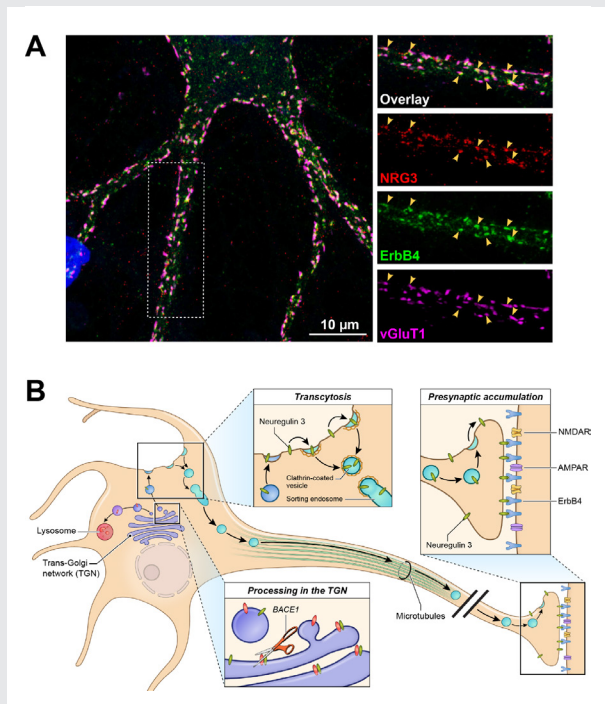 A
10 µm
Overlay
NRG3
ErbB4
vGluT1
B
Transcytosis
Neuregulin 3
Clathrin-coated
vesicle
Sorting endosome
Presynaptic accumulation
NMDAR
AMPAR
ErbB4
Neuregulin 3
Lysosome
Trans-Golgi
network (TGN)
Processing in the TGN
BACE1
Microtubules